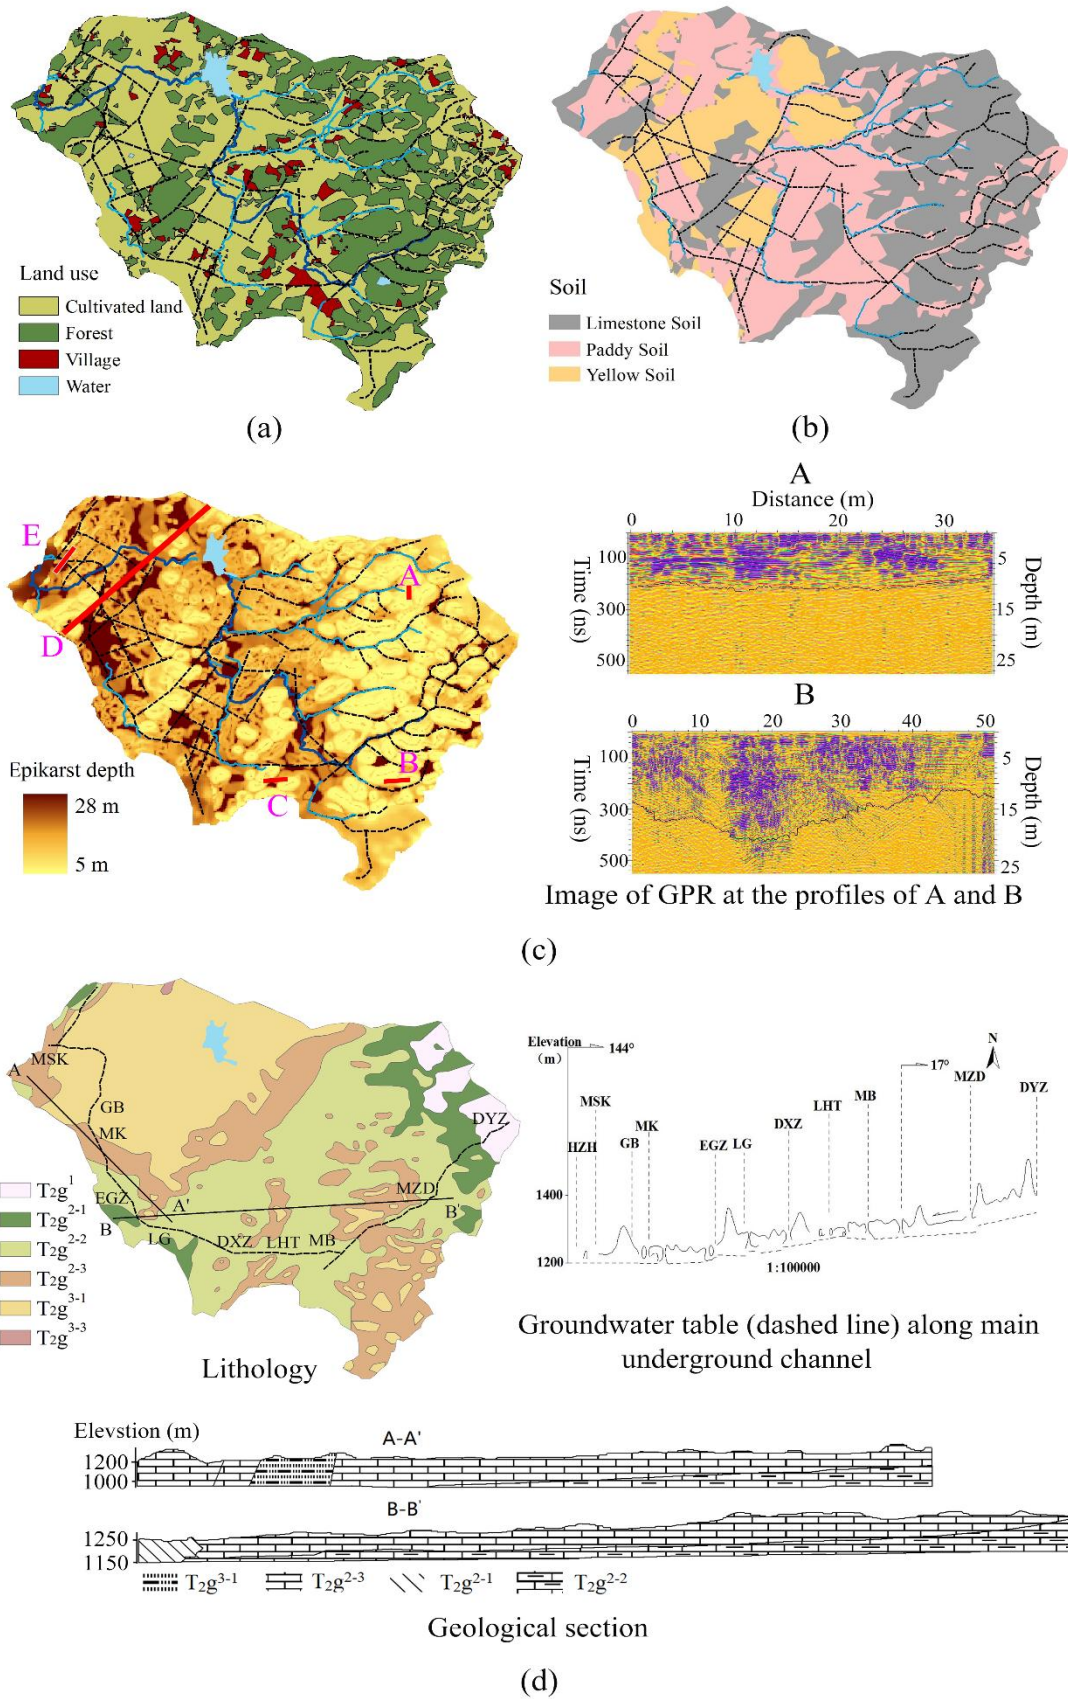 Land use
Cultivated land
Forest
Village
Water
(a)
Soil
Limestone Soil
Paddy Soil
Yellow Soil
(b)
E
D
A
B
C
Epikarst depth
28 m
5 m
A
Distance (m)
0 10 20 30
100
300
500
Time (ns)
5
15
25
Depth (m)
B
0 10 20 30 40 50
100
300
500
Time (ns)
5
15
25
Depth (m)
Image of GPR at the profiles of A and B
(c)
A
MSK
GB
MK
EGZ
A'
B
LG
DXZ
LHT
MB
MZD
B'
DYZ
T₂g¹
T₂g²⁻¹
T₂g²⁻²
T₂g²⁻³
T₂g³⁻¹
T₂g³⁻³
Lithology
Elevation
(m)
144°
17°
N
MSK
HZH
GB
MK
EGZ
LG
DXZ
LHT
MB
MZD
DYZ
1400
1200
1:100000
Groundwater table (dashed line) along main
underground channel
Elevstion (m)
A-A'
1200
1000
B-B'
1250
1150
T₂g³⁻¹ T₂g²⁻³ T₂g²⁻¹ T₂g²⁻²
Geological section
(d)